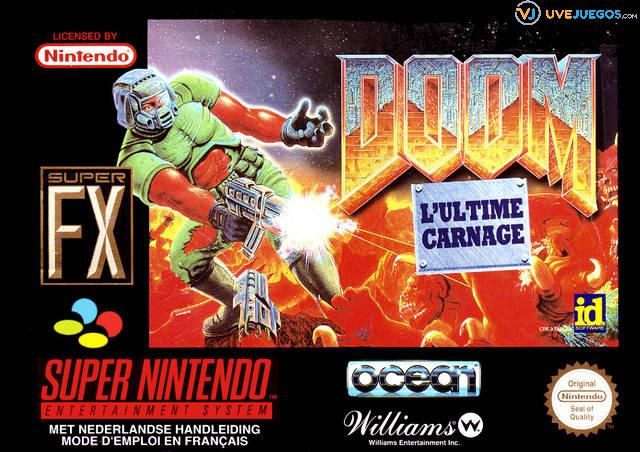 VJ UVEJUEGOS.COM
LICENSED BY
Nintendo
DOOM
SUPER
FX
L'ULTIME
CARNAGE
id
SOFTWARE
SUPER NINTENDO
ENTERTAINMENT SYSTEM
MET NEDERLANDSE HANDLEIDING
MODE D'EMPLOI EN FRANÇAIS
ocean
Williams W
Williams Entertainment Inc.
Original
Nintendo
Seal of
Quality
TM